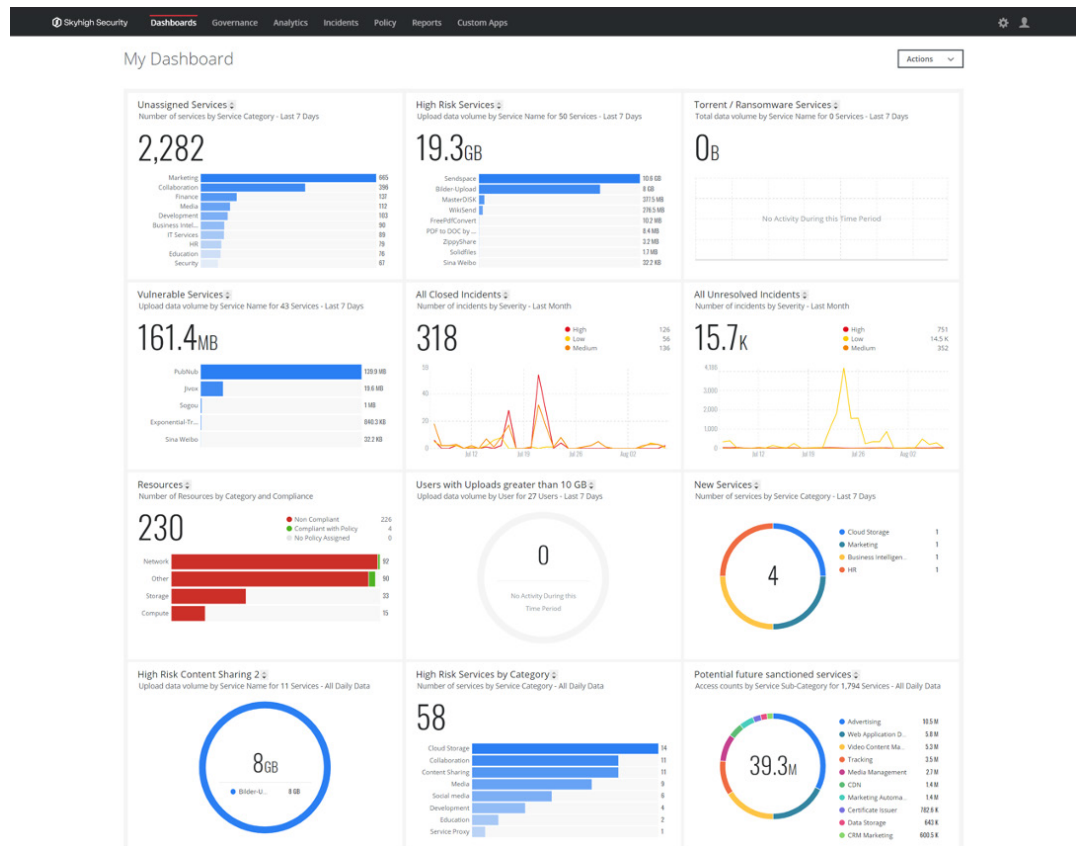 Skyhigh Security Dashboards Governance Analytics Incidents Policy Reports Custom Apps
My Dashboard
Actions
Unassigned Services
Number of services by Service Category - Last 7 Days
2,282
Marketing 665
Collaboration 396
Finance 137
Media 112
Development 103
Business Intel... 90
IT Services 89
HR 79
Education 76
Security 67
High Risk Services
Upload data volume by Service Name for 50 Services - Last 7 Days
19.3GB
Sendspace 10.6 GB
Bilder-Upload 8 GB
MasterDISK 377.5 MB
WikiSend 276.5 MB
FreePdfConvert 10.2 MB
PDF to DOC by ... 8.4 MB
ZippyShare 2.2 MB
Solidfiles 1.7 MB
Sina Weibo 32.2 KB
Torrent / Ransomware Services
Total data volume by Service Name for 0 Services - Last 7 Days
0B
No Activity During this Time Period
Vulnerable Services
Upload data volume by Service Name for 43 Services - Last 7 Days
161.4MB
PubNub 139.9 MB
Jivox 19.6 MB
Sogou 1 MB
Exponential-Tr... 840.3 KB
Sina Weibo 32.2 KB
All Closed Incidents
Number of incidents by Severity - Last Month
318
High 126
Low 56
Medium 136
40
20
0
Jul 12 Jul 19 Jul 26 Aug 02
All Unresolved Incidents
Number of incidents by Severity - Last Month
15.7K
High 751
Low 14.5 K
Medium 352
3,000
2,000
1,000
0
Jul 12 Jul 19 Jul 26 Aug 02
Resources
Number of Resources by Category and Compliance
230
Non Compliant 226
Compliant with Policy 4
No Policy Assigned 0
Network 92
Other 90
Storage 33
Compute 15
Users with Uploads greater than 10 GB
Upload data volume by User for 27 Users - Last 7 Days
0
No Activity During this
Time Period
New Services
Number of services by Service Category - Last 7 Days
4
Cloud Storage 1
Marketing 1
Business Intelligen.. 1
HR 1
High Risk Content Sharing 2
Upload data volume by Service Name for 11 Services - All Daily Data
8GB
Bilder-U... 8 GB
High Risk Services by Category
Number of services by Service Category - All Daily Data
58
Cloud Storage 14
Collaboration 11
Content Sharing 11
Media 9
Social media 6
Development 4
Education 2
Service Proxy 1
Potential future sanctioned services
Access counts by Service Sub-Category for 1,794 Services - All Daily Data
39.3M
Advertising 10.5 M
Web Application D.. 5.8 M
Video Content Ma.. 5.3 M
Tracking 3.5 M
Media Management 2.7 M
CDN 1.4 M
Marketing Automa.. 1.4 M
Certificate Issuer 782.6 K
Data Storage 643 K
CRM Marketing 600.5 K